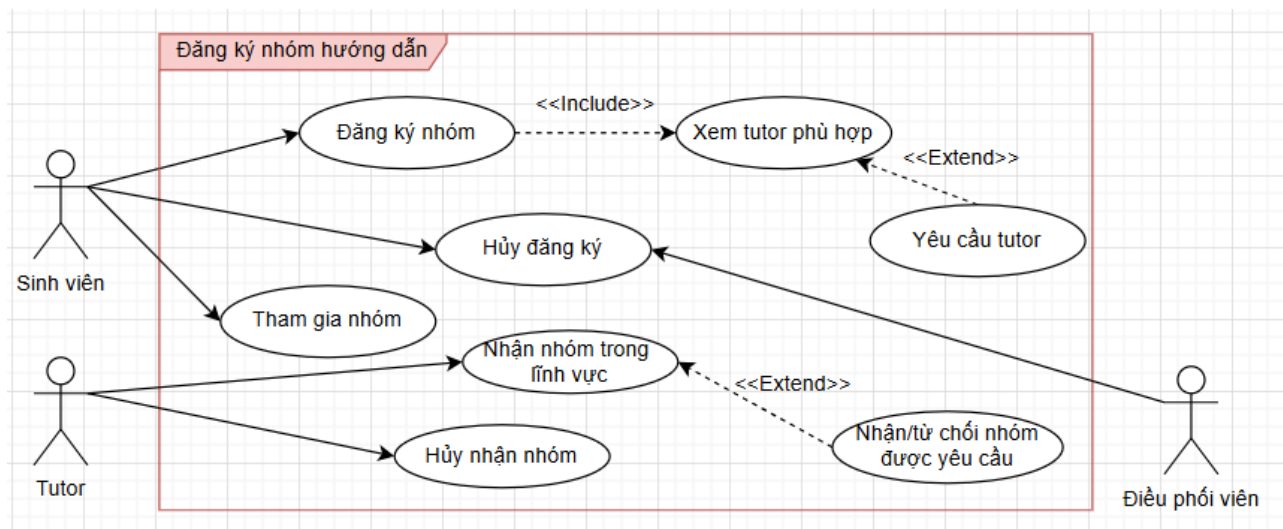 Đăng ký nhóm hướng dẫn
Đăng ký nhóm
<<Include>>
Xem tutor phù hợp
<<Extend>>
Yêu cầu tutor
Hủy đăng ký
Sinh viên
Tham gia nhóm
Nhận nhóm trong
lĩnh vực
<<Extend>>
Nhận/từ chối nhóm
được yêu cầu
Hủy nhận nhóm
Tutor
Điều phối viên